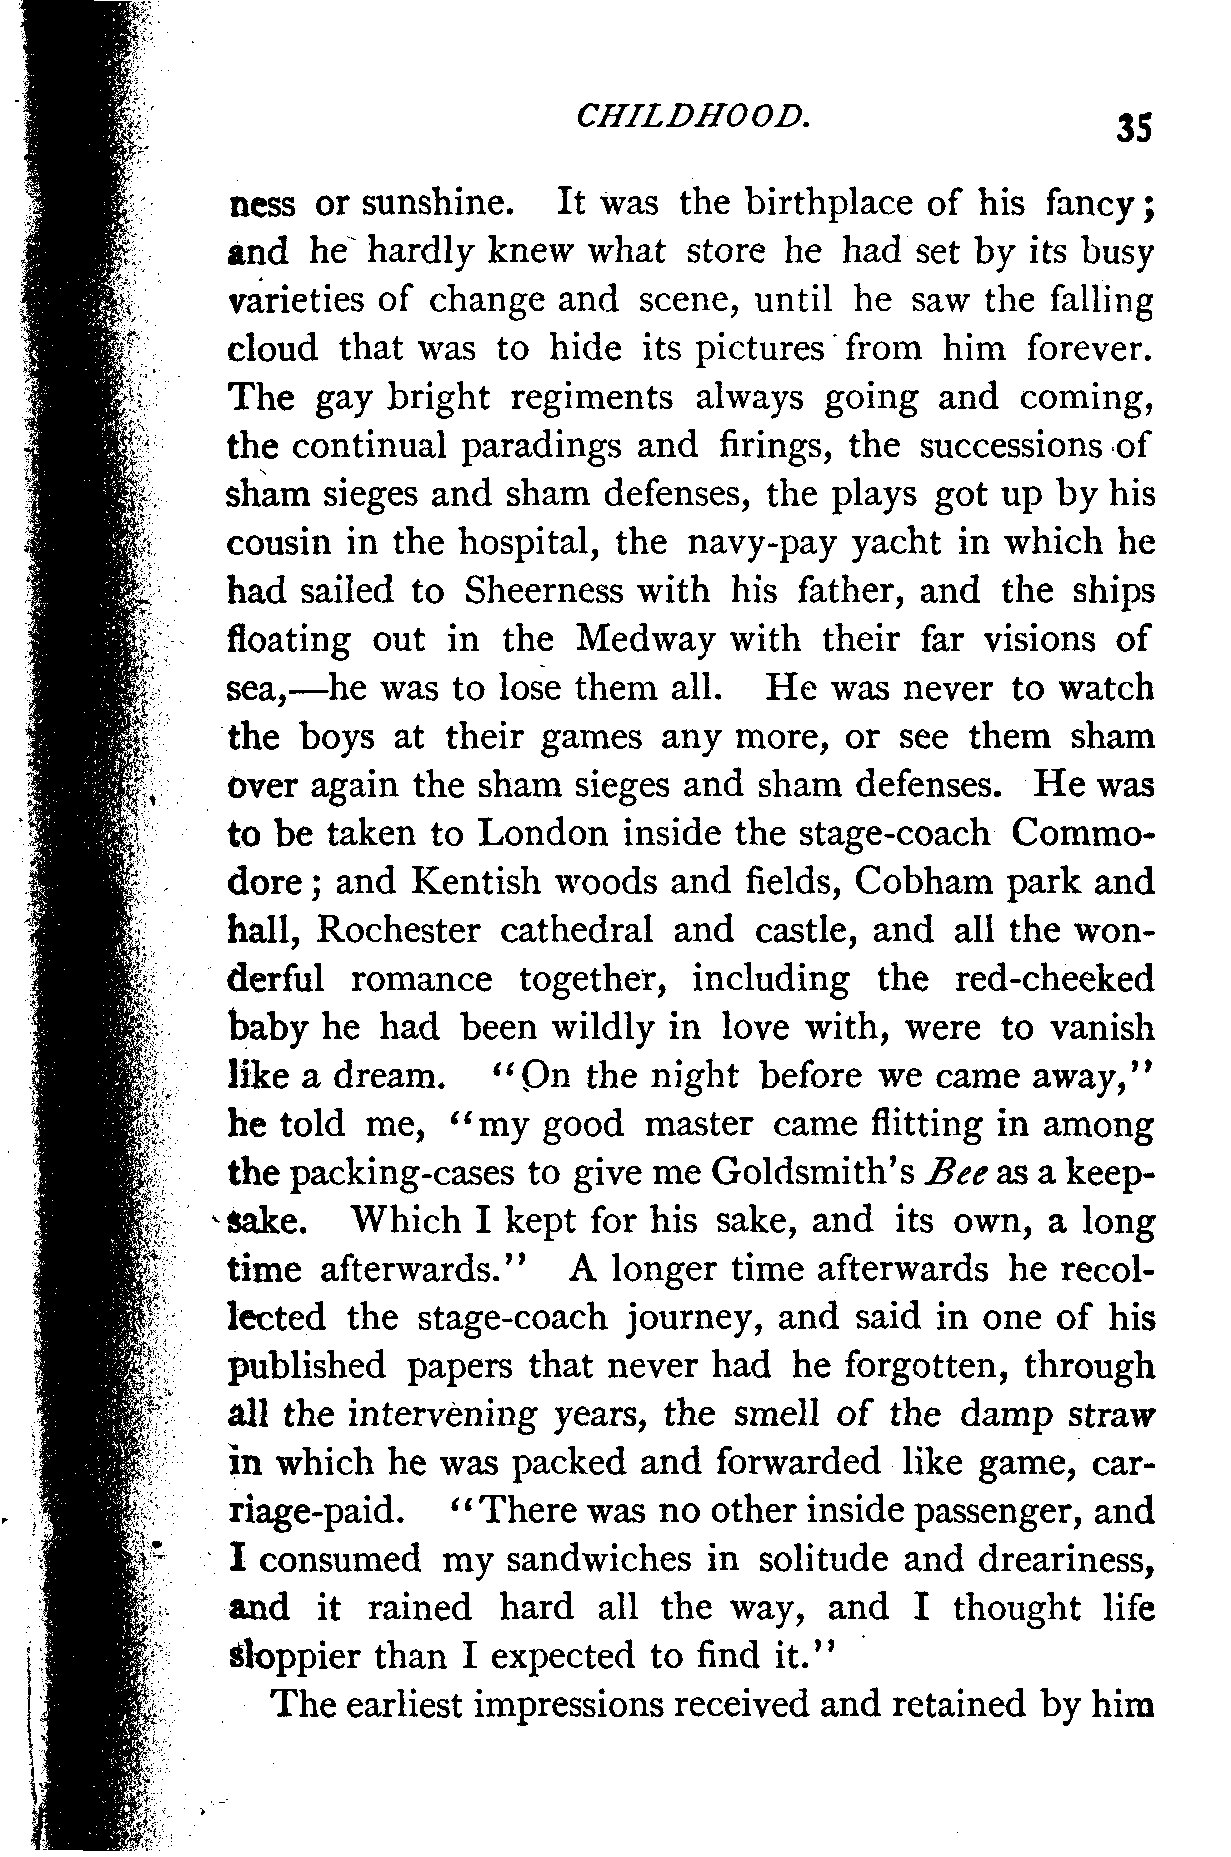 CHILDHOOD.
35
ness or sunshine. It was the birthplace of his fancy;
and he hardly knew what store he had set by its busy
varieties of change and scene, until he saw the falling
cloud that was to hide its pictures from him forever.
The gay bright regiments always going and coming,
the continual paradings and firings, the successions of
sham sieges and sham defenses, the plays got up by his
cousin in the hospital, the navy-pay yacht in which he
had sailed to Sheerness with his father, and the ships
floating out in the Medway with their far visions of
sea,—he was to lose them all. He was never to watch
the boys at their games any more, or see them sham
over again the sham sieges and sham defenses. He was
to be taken to London inside the stage-coach Commo-
dore; and Kentish woods and fields, Cobham park and
hall, Rochester cathedral and castle, and all the won-
derful romance together, including the red-cheeked
baby he had been wildly in love with, were to vanish
like a dream. "On the night before we came away,"
he told me, "my good master came flitting in among
the packing-cases to give me Goldsmith's Bee as a keep-
sake. Which I kept for his sake, and its own, a long
time afterwards." A longer time afterwards he recol-
lected the stage-coach journey, and said in one of his
published papers that never had he forgotten, through
all the intervening years, the smell of the damp straw
in which he was packed and forwarded like game, car-
riage-paid. "There was no other inside passenger, and
I consumed my sandwiches in solitude and dreariness,
and it rained hard all the way, and I thought life
sloppier than I expected to find it."
The earliest impressions received and retained by him